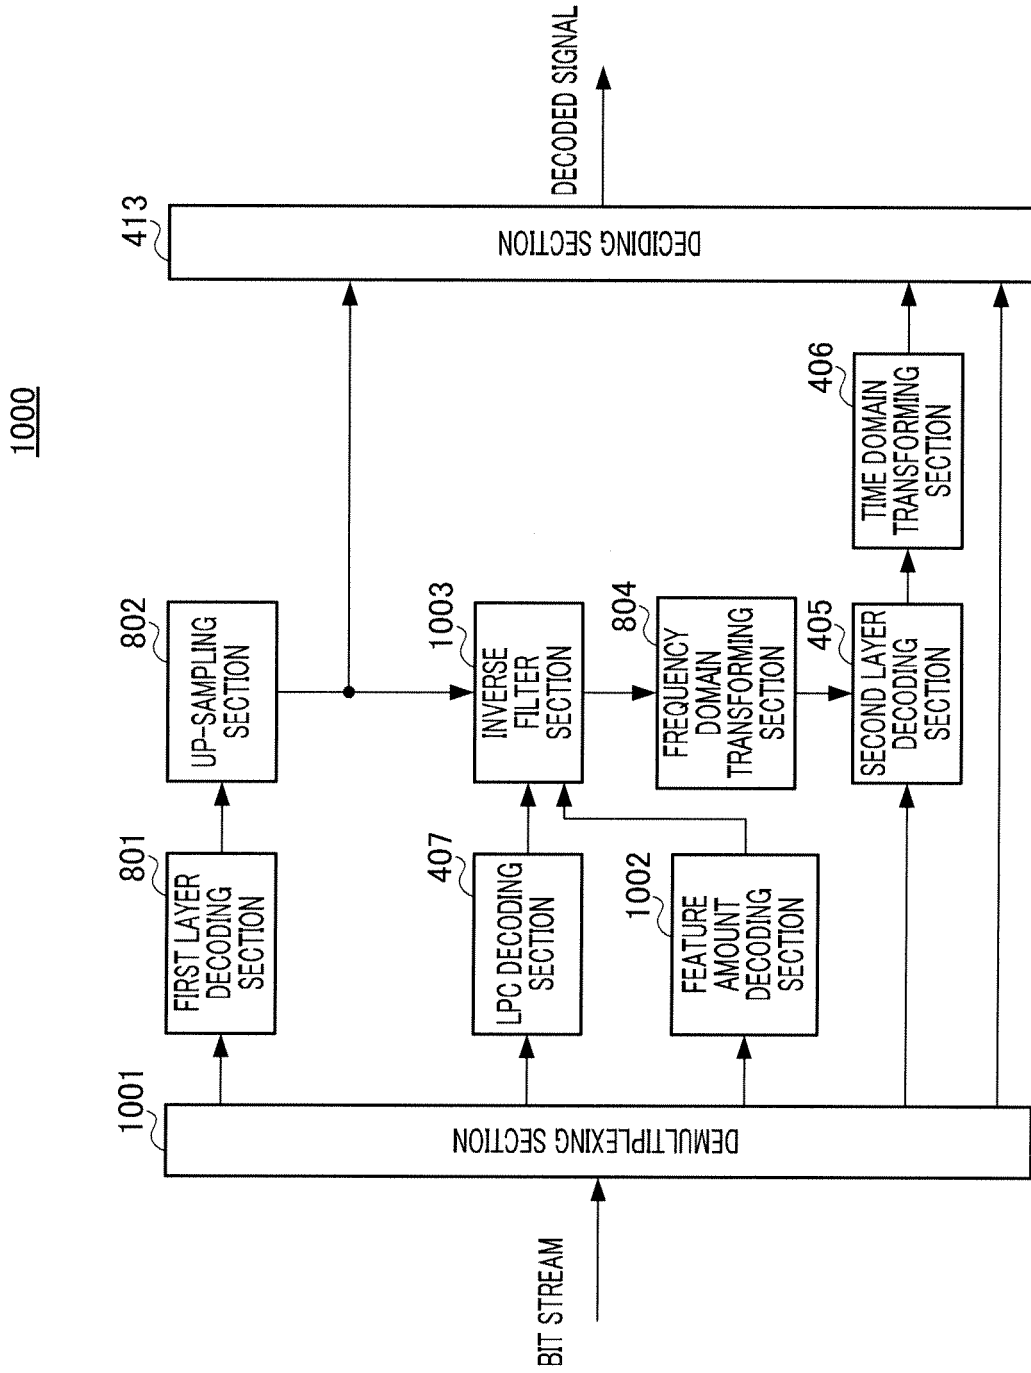 1000
BIT STREAM
1001
DEMULTIPLEXING SECTION
801
FIRST LAYER
DECODING
SECTION
802
UP-SAMPLING
SECTION
407
LPC DECODING
SECTION
1003
INVERSE
FILTER
SECTION
1002
FEATURE
AMOUNT
DECODING
SECTION
804
FREQUENCY
DOMAIN
TRANSFORMING
SECTION
405
SECOND LAYER
DECODING
SECTION
406
TIME DOMAIN
TRANSFORMING
SECTION
413
DECIDING SECTION
DECODED SIGNAL